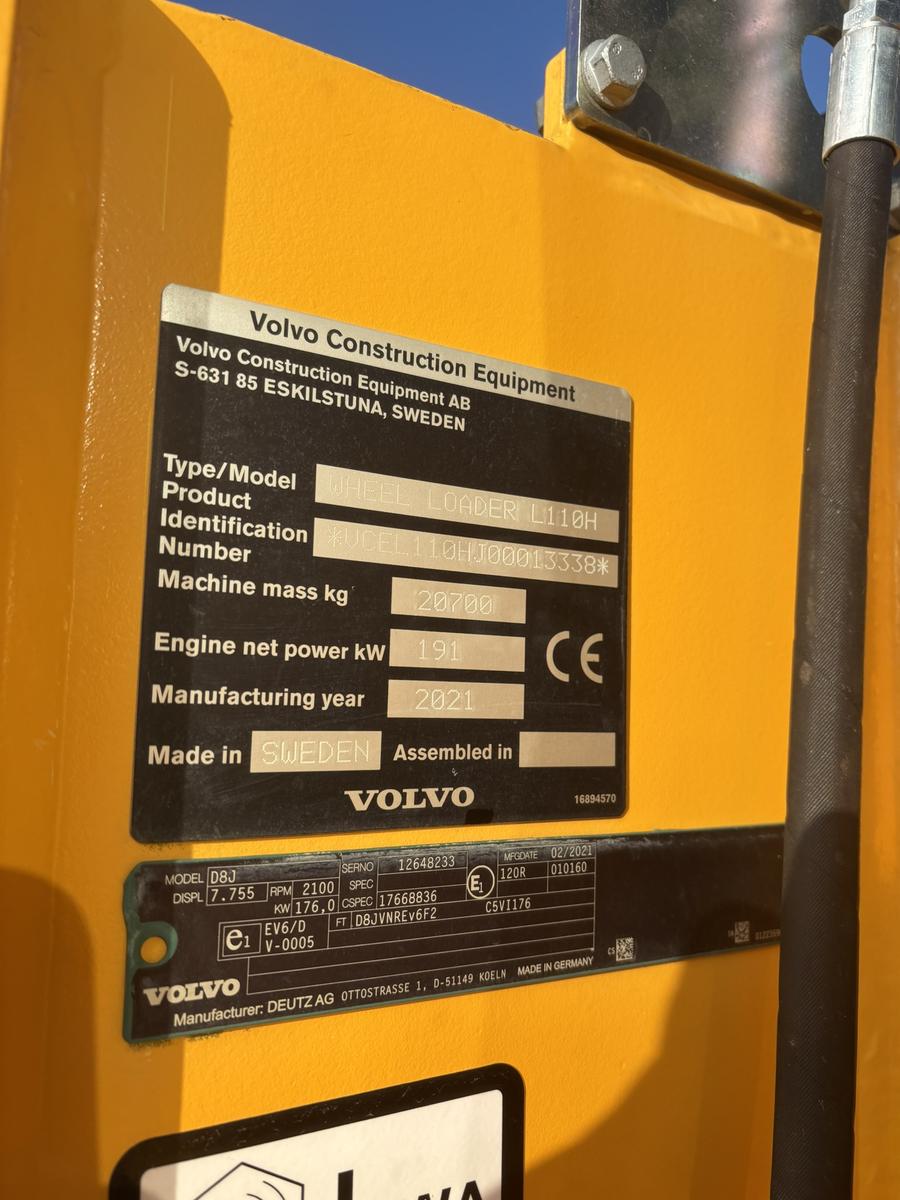 Volvo Construction Equipment
Volvo Construction Equipment AB
S-631 85 ESKILSTUNA, SWEDEN
Type/Model WHEEL LOADER L110H
Product
Identification
Number *VCEL110HJ00013338*
Machine mass kg 20700
Engine net power kW 191
CE
Manufacturing year 2021
Made in SWEDEN Assembled in
VOLVO 16894570
MODEL D8J SERNO 12648233 MFGDATE 02/2021
DISPL 7.755 RPM 2100 SPEC E1 120R 010160
KW 176,0 CSPEC 17668836 C5VI176
e1 EV6/D FT D8JVNREv6F2
V-0005
CS
VOLVO
Manufacturer: DEUTZ AG OTTOSTRASSE 1, D-51149 KOELN MADE IN GERMANY